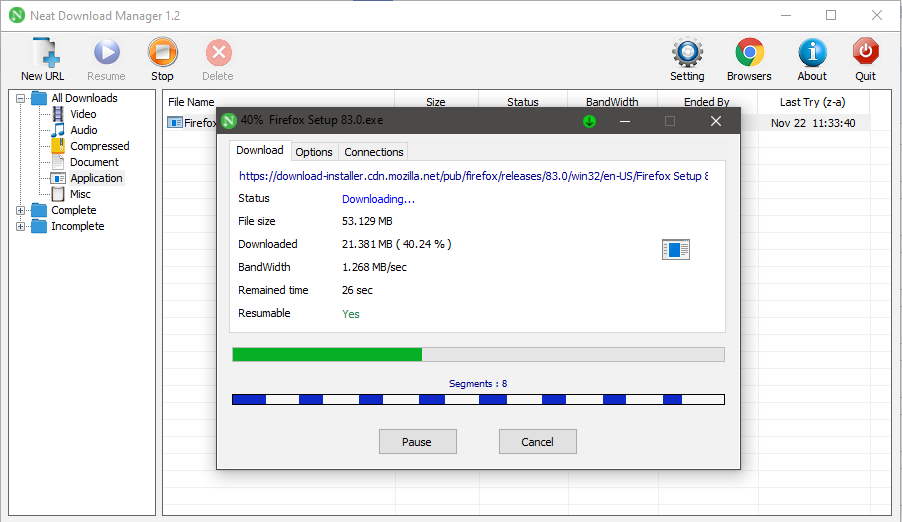 Neat Download Manager 1.2
New URL Resume Stop Delete Setting Browsers About Quit
All Downloads
Video
Audio
Compressed
Document
Application
Misc
Complete
Incomplete
File Name Size Status BandWidth Ended By Last Try (z-a)
Firefox Nov 22 11:33:40
40% Firefox Setup 83.0.exe
Download Options Connections
https://download-installer.cdn.mozilla.net/pub/firefox/releases/83.0/win32/en-US/Firefox Setup 8
Status Downloading...
File size 53.129 MB
Downloaded 21.381 MB ( 40.24 % )
BandWidth 1.268 MB/sec
Remained time 26 sec
Resumable Yes
Segments : 8
Pause Cancel